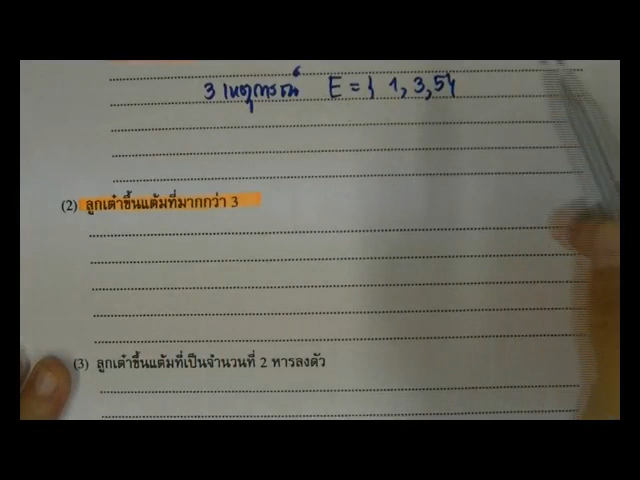 3 เหตุการณ์ E = { 1, 3, 5 }
(2) ลูกเต๋าขึ้นแต้มที่มากกว่า 3
(3) ลูกเต๋าขึ้นแต้มที่เป็นจำนวนที่ 2 หารลงตัว